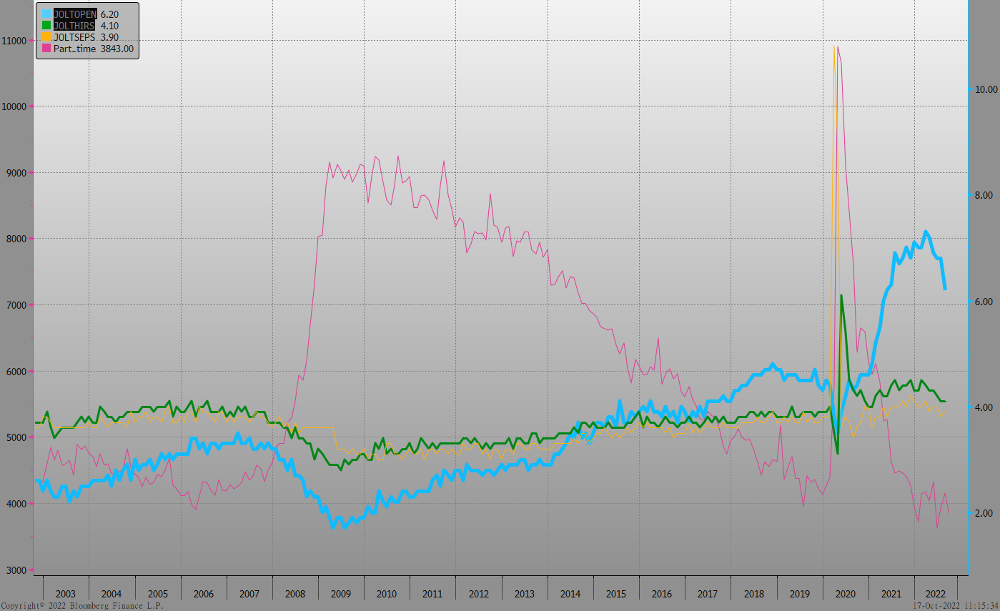 JOLTOPEN 6.20
JOLTHIRS 4.10
JOLTSEPS 3.90
Part_time 3843.00
11000
10000
9000
8000
7000
6000
5000
4000
3000
10.00
8.00
6.00
4.00
2.00
2003 2004 2005 2006 2007 2008 2009 2010 2011 2012 2013 2014 2015 2016 2017 2018 2019 2020 2021 2022
Copyright© 2022 Bloomberg Finance L.P.
17-Oct-2022 11:15:34